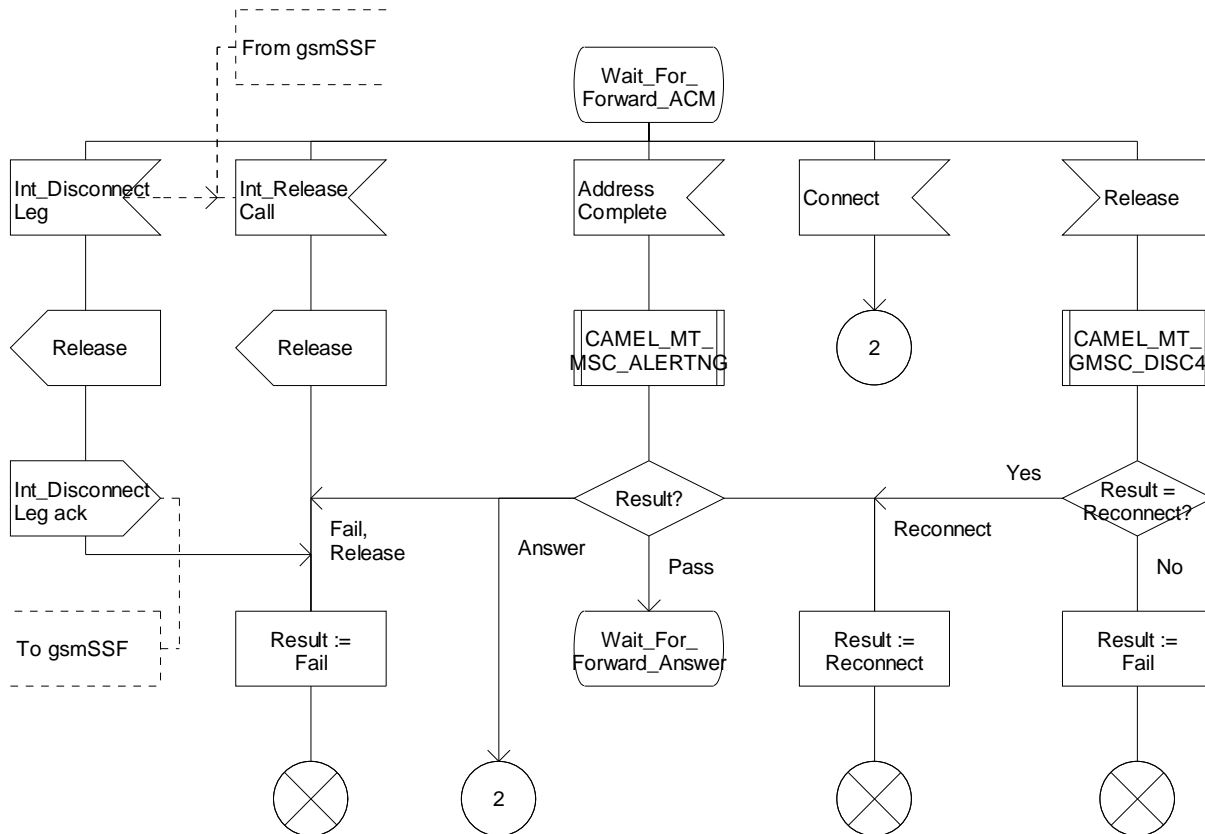 From gsmSSF
Wait_For_
Forward_ACM
Int_Disconnect
Leg
Int_Release
Call
Address
Complete
Connect
Release
Release
Release
CAMEL_MT_
MSC_ALERTNG
2
CAMEL_MT_
GMSC_DISC4
Int_Disconnect
Leg ack
Fail,
Release
Answer
Result?
Pass
Reconnect
Yes
Result =
Reconnect?
No
To gsmSSF
Result :=
Fail
Wait_For_
Forward_Answer
Result :=
Reconnect
Result :=
Fail
2